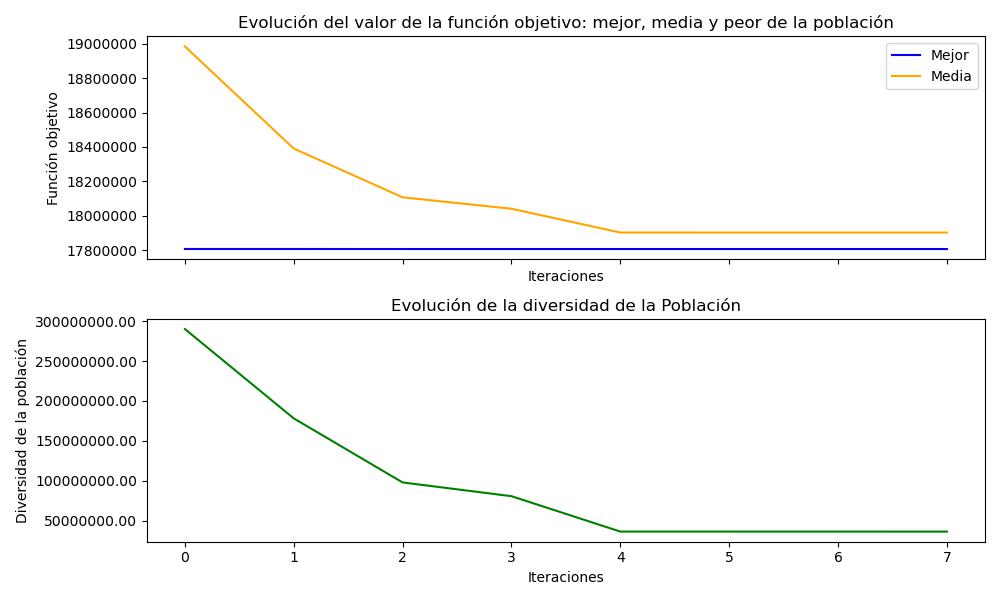 Evolución del valor de la función objetivo: mejor, media y peor de la población
19000000
18800000
18600000
18400000
18200000
18000000
17800000
Función objetivo
Mejor
Media
Iteraciones
Evolución de la diversidad de la Población
300000000.00
250000000.00
200000000.00
150000000.00
100000000.00
50000000.00
Diversidad de la población
0 1 2 3 4 5 6 7
Iteraciones